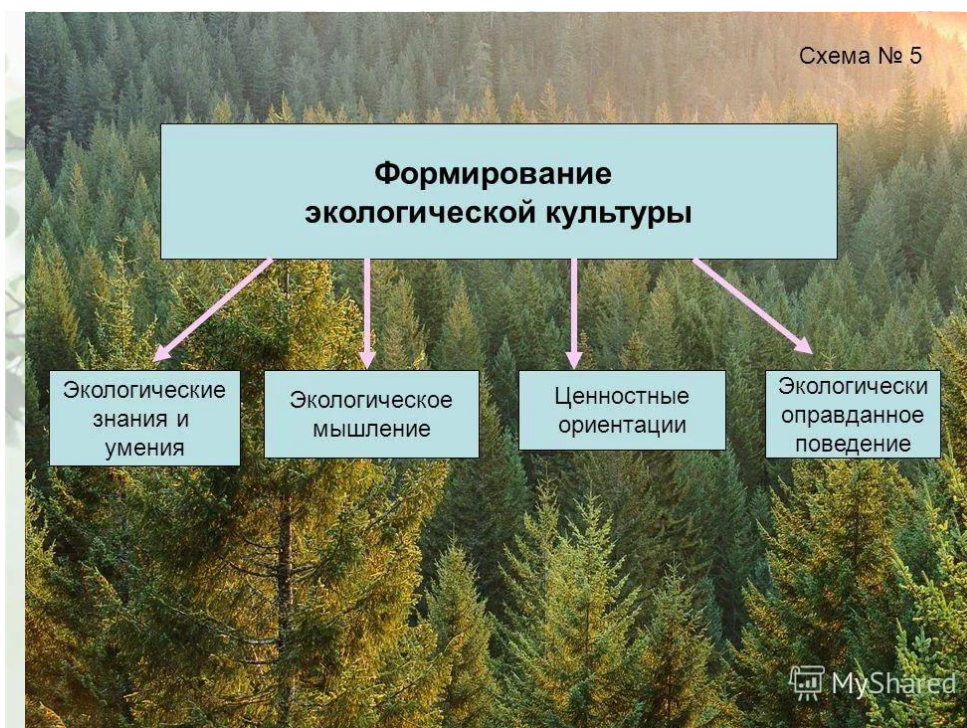 Схема № 5
Формирование
экологической культуры
Экологические
знания и
умения
Экологическое
мышление
Ценностные
ориентации
Экологически
оправданное
поведение
MyShared